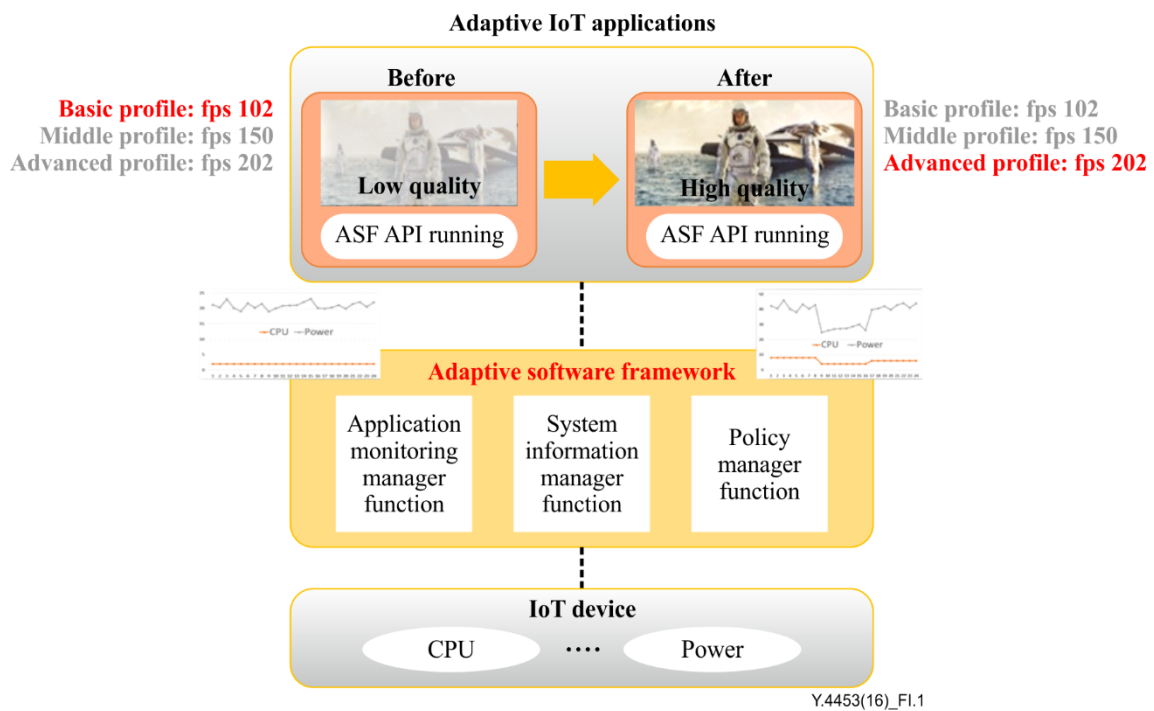 Adaptive IoT applications
Before
After
Basic profile: fps 102
Middle profile: fps 150
Advanced profile: fps 202
Low quality
High quality
Basic profile: fps 102
Middle profile: fps 150
Advanced profile: fps 202
ASF API running
ASF API running
CPU
Power
CPU
Power
Adaptive software framework
Application
monitoring
manager
function
System
information
manager
function
Policy
manager
function
IoT device
CPU
....
Power
Y.4453(16)_FI.1